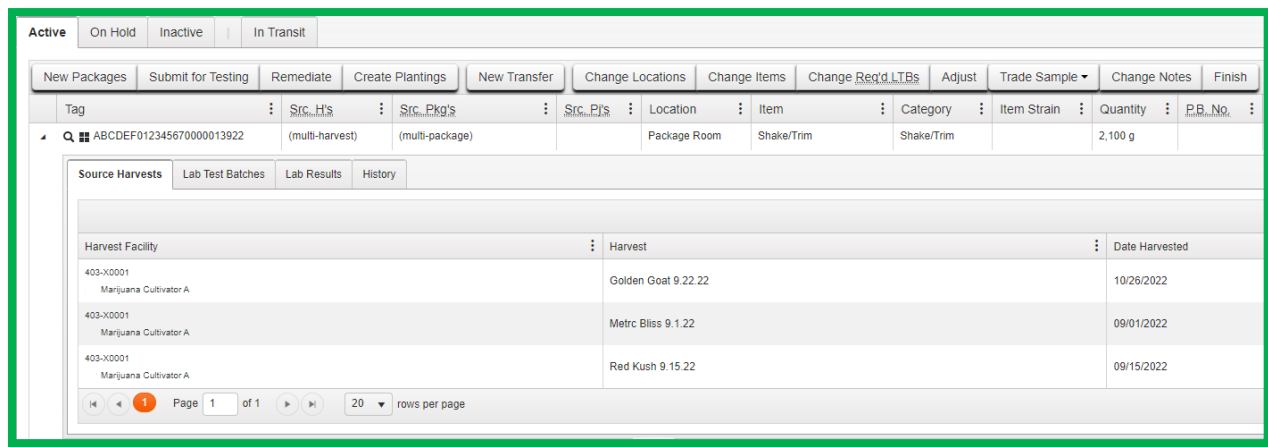 Active On Hold Inactive | In Transit
New Packages Submit for Testing Remediate Create Plantings New Transfer Change Locations Change Items Change Req'd LTBs Adjust Trade Sample Change Notes Finish
Tag Src. H's Src. Pkg's Src. Pj's Location Item Category Item Strain Quantity P.B. No.
ABCDEF012345670000013922 (multi-harvest) (multi-package) Package Room Shake/Trim Shake/Trim 2,100 g
Source Harvests Lab Test Batches Lab Results History
Harvest Facility Harvest Date Harvested
403-X0001
Marijuana Cultivator A
Golden Goat 9.22.22 10/26/2022
403-X0001
Marijuana Cultivator A
Metrc Bliss 9.1.22 09/01/2022
403-X0001
Marijuana Cultivator A
Red Kush 9.15.22 09/15/2022
1 Page 1 of 1 20 rows per page